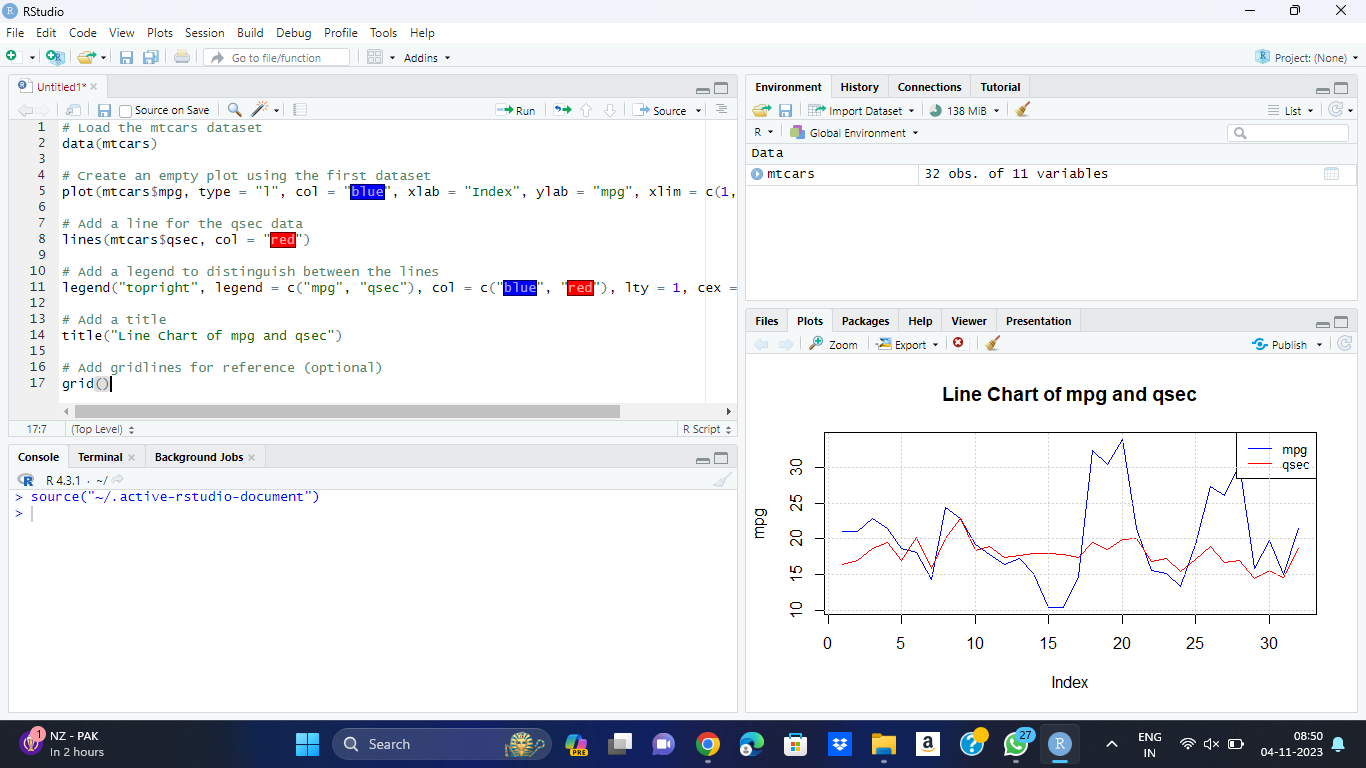 RStudio
File Edit Code View Plots Session Build Debug Profile Tools Help
Go to file/function Addins Project: (None)
Untitled1*
Source on Save Run Source
1 # Load the mtcars dataset
2 data(mtcars)
3
4 # Create an empty plot using the first dataset
5 plot(mtcars$mpg, type = "l", col = "blue", xlab = "Index", ylab = "mpg", xlim = c(1,
6
7 # Add a line for the qsec data
8 lines(mtcars$qsec, col = "red")
9
10 # Add a legend to distinguish between the lines
11 legend("topright", legend = c("mpg", "qsec"), col = c("blue", "red"), lty = 1, cex =
12
13 # Add a title
14 title("Line Chart of mpg and qsec")
15
16 # Add gridlines for reference (optional)
17 grid()
17:7 (Top Level) R Script
Console Terminal Background Jobs
R 4.3.1 · ~/
> source("~/.active-rstudio-document")
>
Environment History Connections Tutorial
Import Dataset 138 MiB List
R Global Environment
Data
mtcars 32 obs. of 11 variables
Files Plots Packages Help Viewer Presentation
Zoom Export Publish
Line Chart of mpg and qsec
mpg
qsec
mpg
30
25
20
15
10
0 5 10 15 20 25 30
Index
1
NZ - PAK
In 2 hours
Search
PRE
27
ENG
IN
08:50
04-11-2023